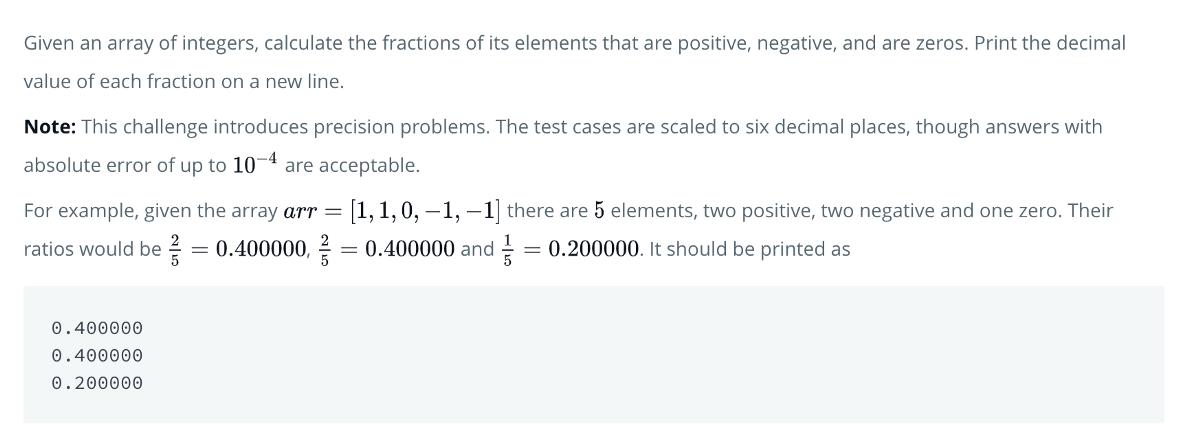 Given an array of integers, calculate the fractions of its elements that are positive, negative, and are zeros. Print the decimal
value of each fraction on a new line.
Note: This challenge introduces precision problems. The test cases are scaled to six decimal places, though answers with
absolute error of up to 10⁻⁴ are acceptable.
For example, given the array arr = [1, 1, 0, −1, −1] there are 5 elements, two positive, two negative and one zero. Their
ratios would be 2/5 = 0.400000, 2/5 = 0.400000 and 1/5 = 0.200000. It should be printed as
0.400000
0.400000
0.200000